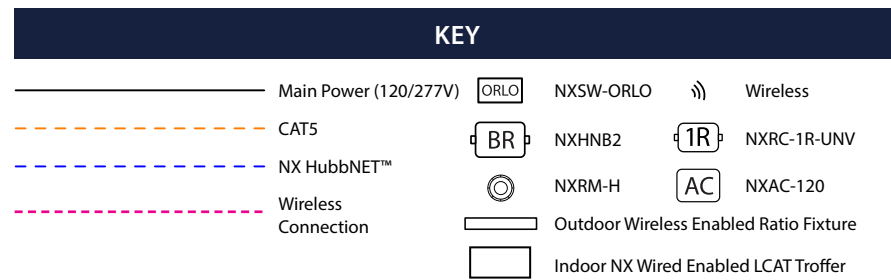 KEY
Main Power (120/277V)
CAT5
NX HubbNET™
Wireless
Connection
ORLO NXSW-ORLO
BR NXHNB2
NXRM-H
Wireless
1R NXRC-1R-UNV
AC NXAC-120
Outdoor Wireless Enabled Ratio Fixture
Indoor NX Wired Enabled LCAT Troffer